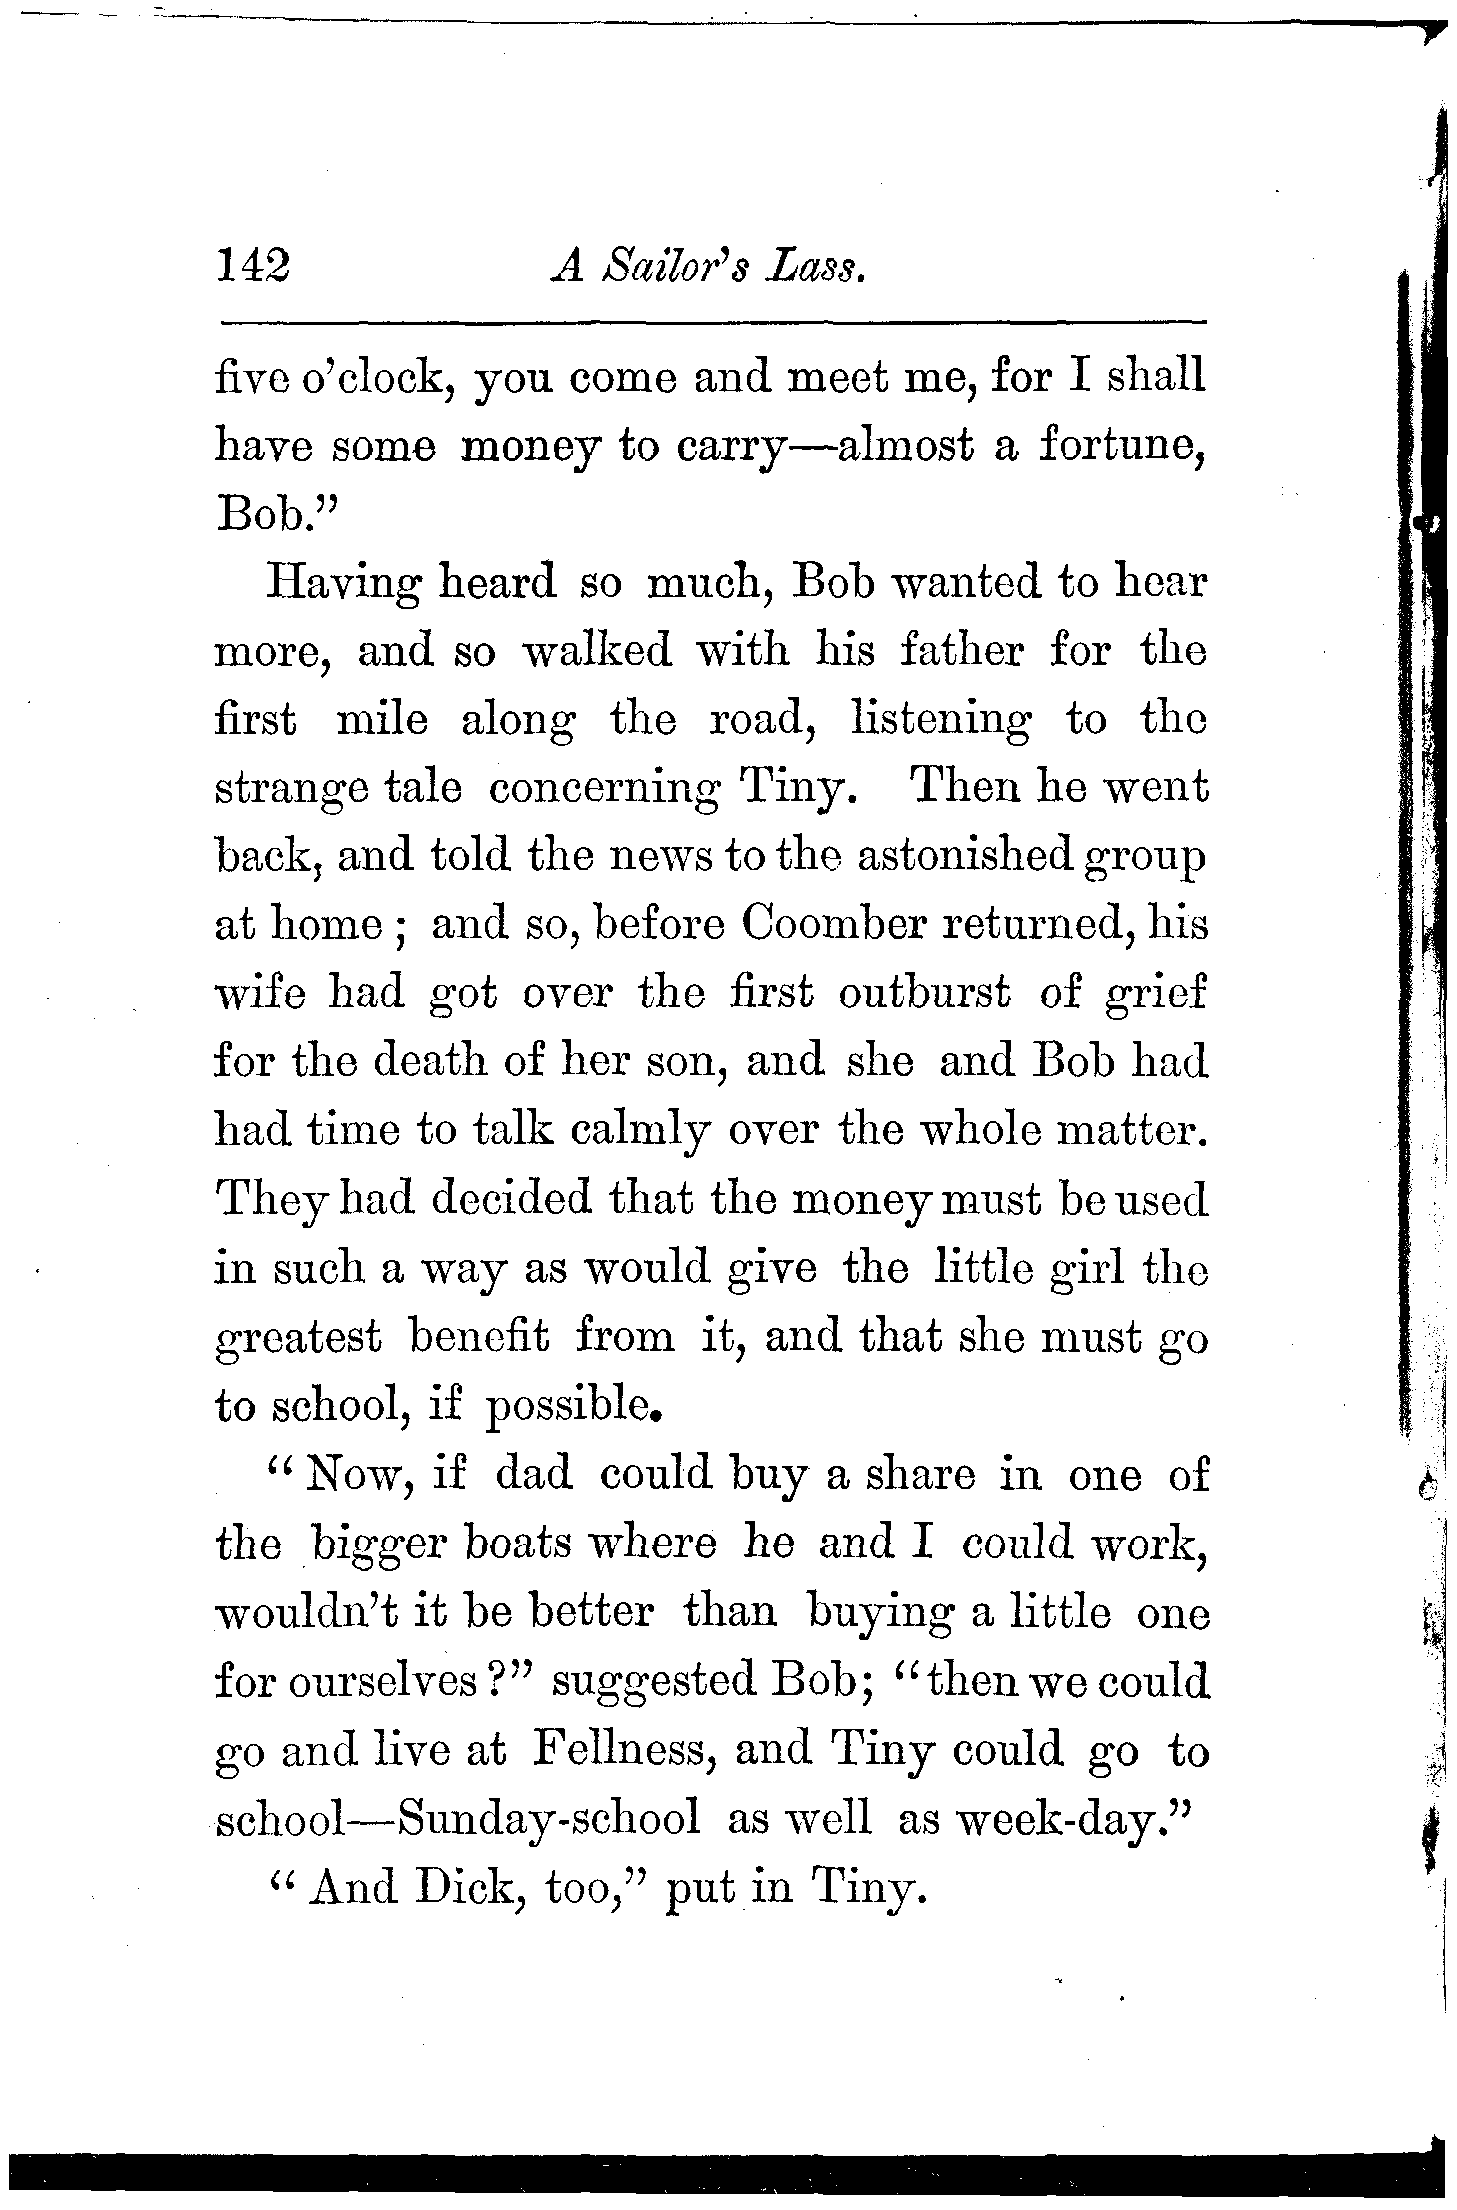 142 A Sailor's Lass.
five o'clock, you come and meet me, for I shall
have some money to carry—almost a fortune,
Bob."
Having heard so much, Bob wanted to hear
more, and so walked with his father for the
first mile along the road, listening to the
strange tale concerning Tiny. Then he went
back, and told the news to the astonished group
at home ; and so, before Coomber returned, his
wife had got over the first outburst of grief
for the death of her son, and she and Bob had
had time to talk calmly over the whole matter.
They had decided that the money must be used
in such a way as would give the little girl the
greatest benefit from it, and that she must go
to school, if possible.
" Now, if dad could buy a share in one of
the bigger boats where he and I could work,
wouldn't it be better than buying a little one
for ourselves ?" suggested Bob; "then we could
go and live at Fellness, and Tiny could go to
school—Sunday-school as well as week-day."
" And Dick, too," put in Tiny.